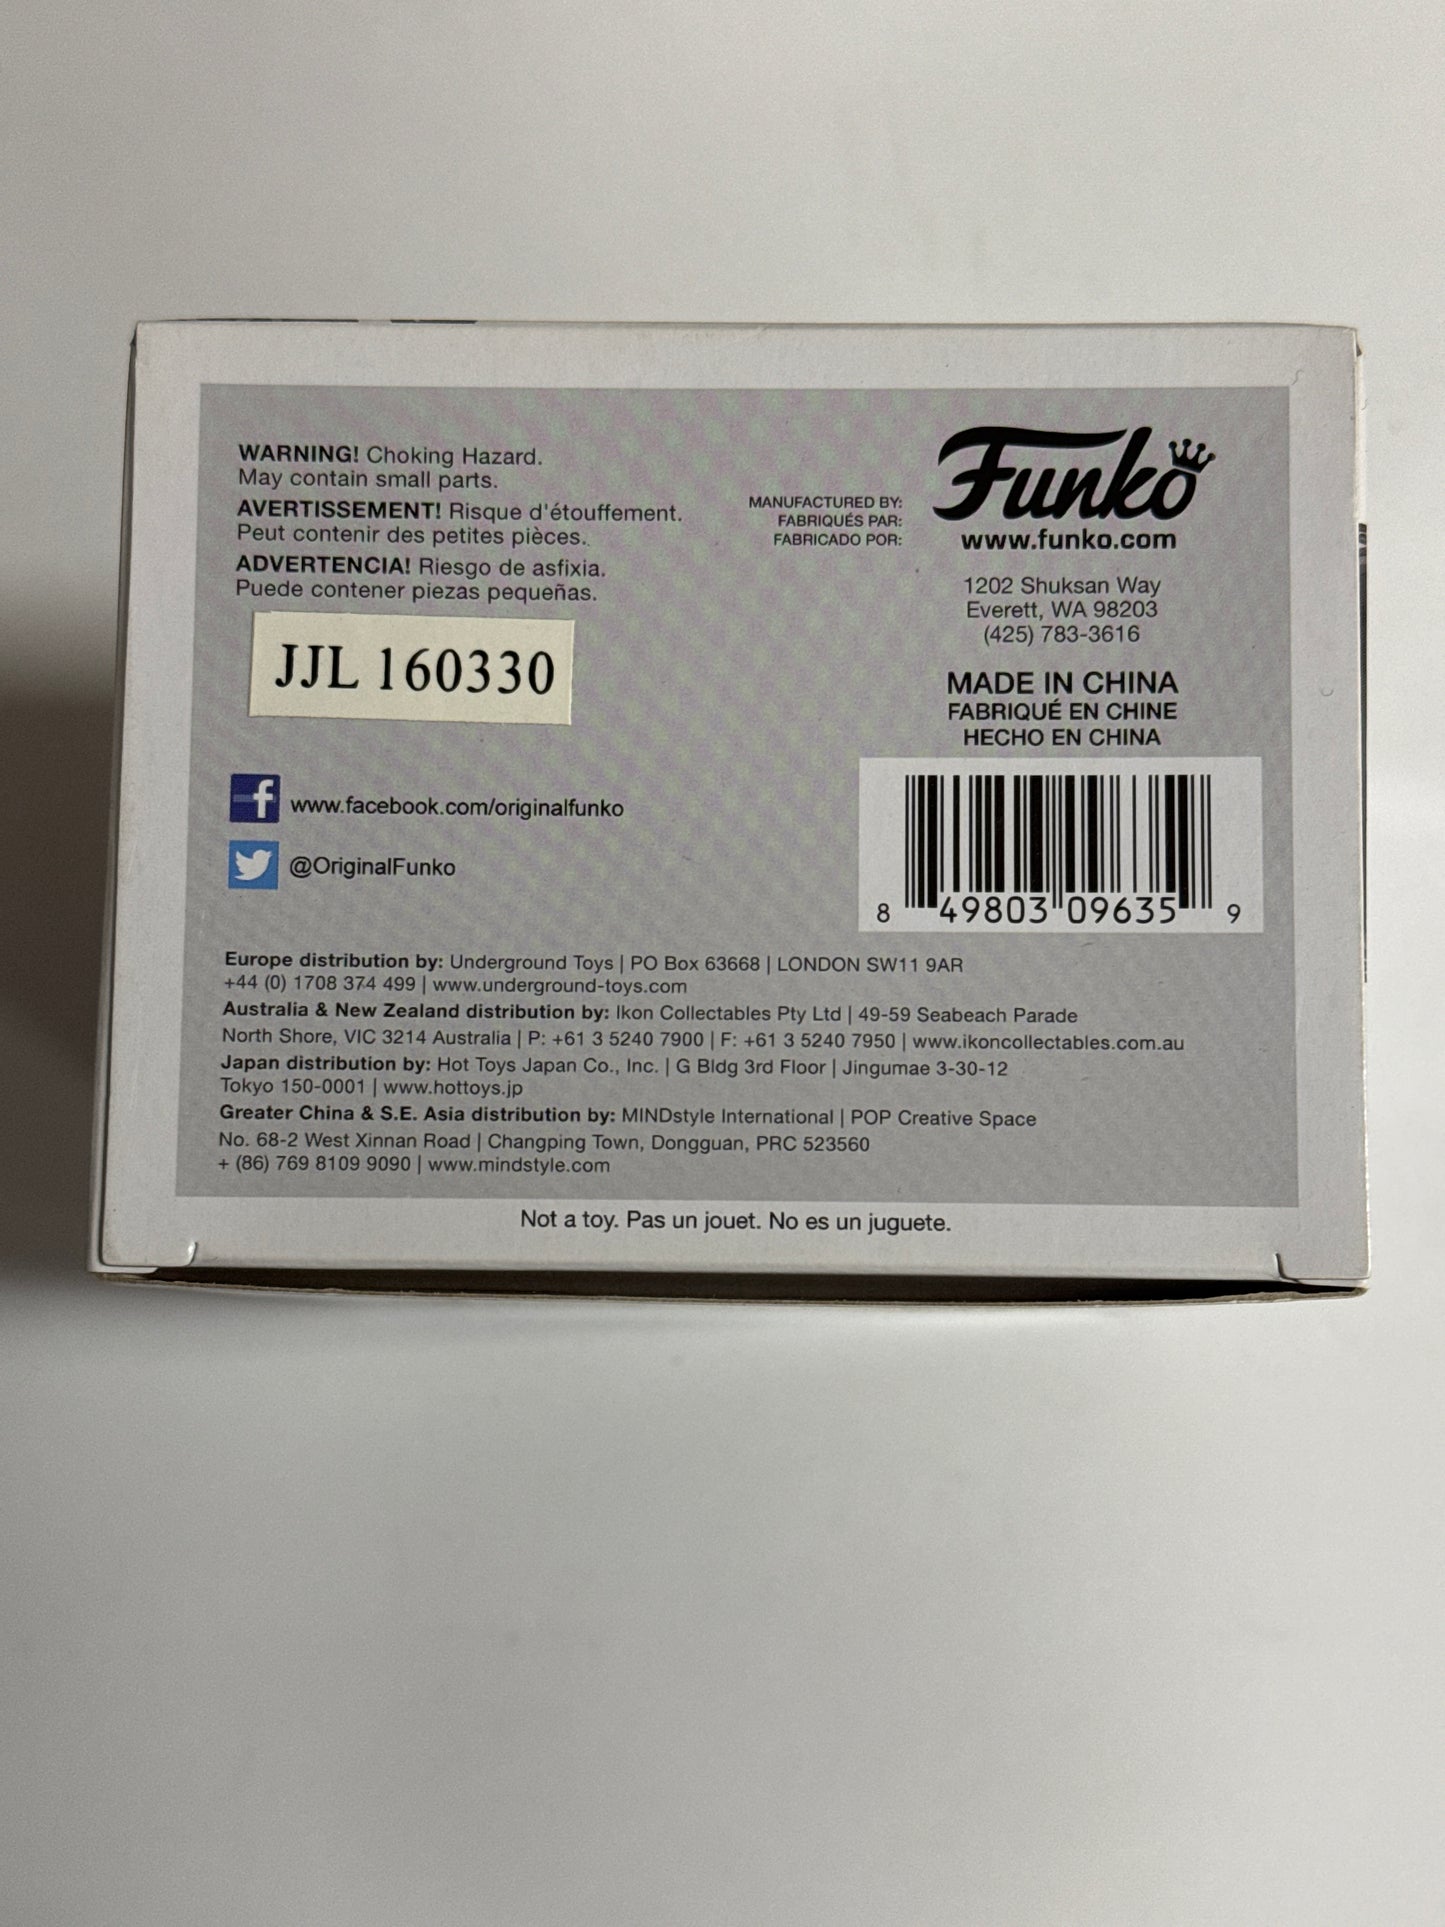 WARNING! Choking Hazard.
May contain small parts.
AVERTISSEMENT! Risque d'étouffement.
Peut contenir des petites pièces.
ADVERTENCIA! Riesgo de asfixia.
Puede contener piezas pequeñas.
JJL 160330
www.facebook.com/originalfunko
@OriginalFunko
MANUFACTURED BY:
FABRIQUÉS PAR:
FABRICADO POR:
Funko
www.funko.com
1202 Shuksan Way
Everett, WA 98203
(425) 783-3616
MADE IN CHINA
FABRIQUÉ EN CHINE
HECHO EN CHINA
8 49803 09635 9
Europe distribution by: Underground Toys | PO Box 63668 | LONDON SW11 9AR
+44 (0) 1708 374 499 | www.underground-toys.com
Australia & New Zealand distribution by: Ikon Collectables Pty Ltd | 49-59 Seabeach Parade
North Shore, VIC 3214 Australia | P: +61 3 5240 7900 | F: +61 3 5240 7950 | www.ikoncollectables.com.au
Japan distribution by: Hot Toys Japan Co., Inc. | G Bldg 3rd Floor | Jingumae 3-30-12
Tokyo 150-0001 | www.hottoys.jp
Greater China & S.E. Asia distribution by: MINDstyle International | POP Creative Space
No. 68-2 West Xinnan Road | Changping Town, Dongguan, PRC 523560
+ (86) 769 8109 9090 | www.mindstyle.com
Not a toy. Pas un jouet. No es un juguete.